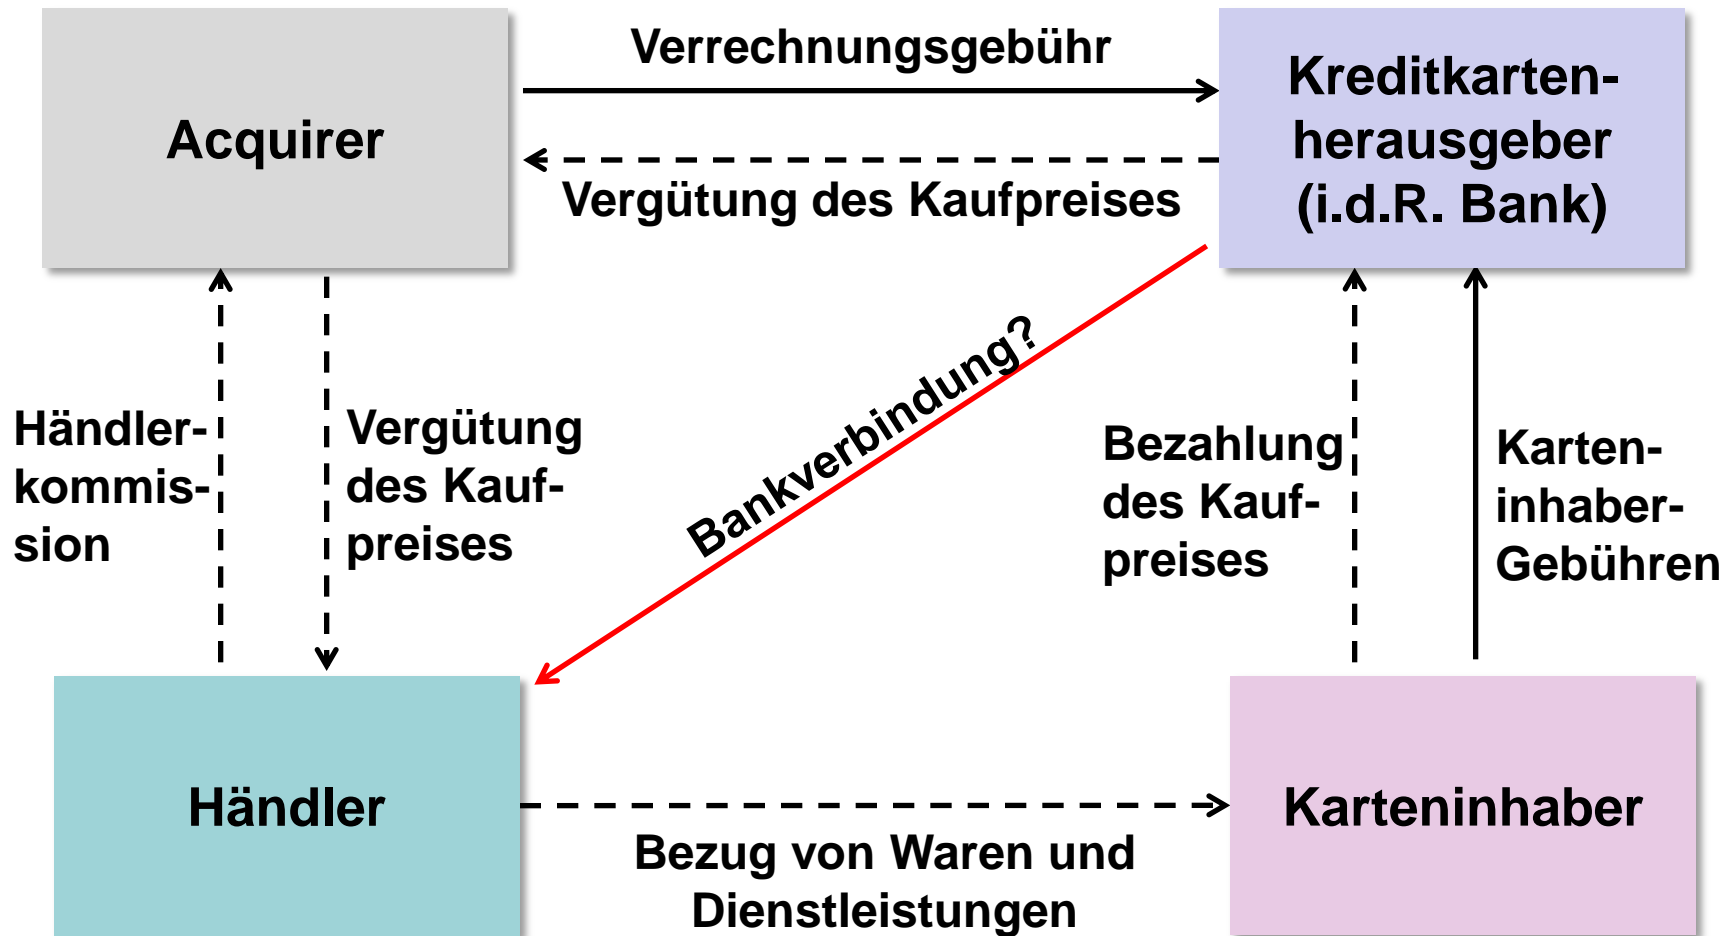 Verrechnungsgebühr
Acquirer
Kreditkarten-
herausgeber
(i.d.R. Bank)
Vergütung des Kaufpreises
Bankverbindung?
Händler-
kommis-
sion
Vergütung
des Kauf-
preises
Bezahlung
des Kauf-
preises
Karten-
inhaber-
Gebühren
Händler
Karteninhaber
Bezug von Waren und
Dienstleistungen